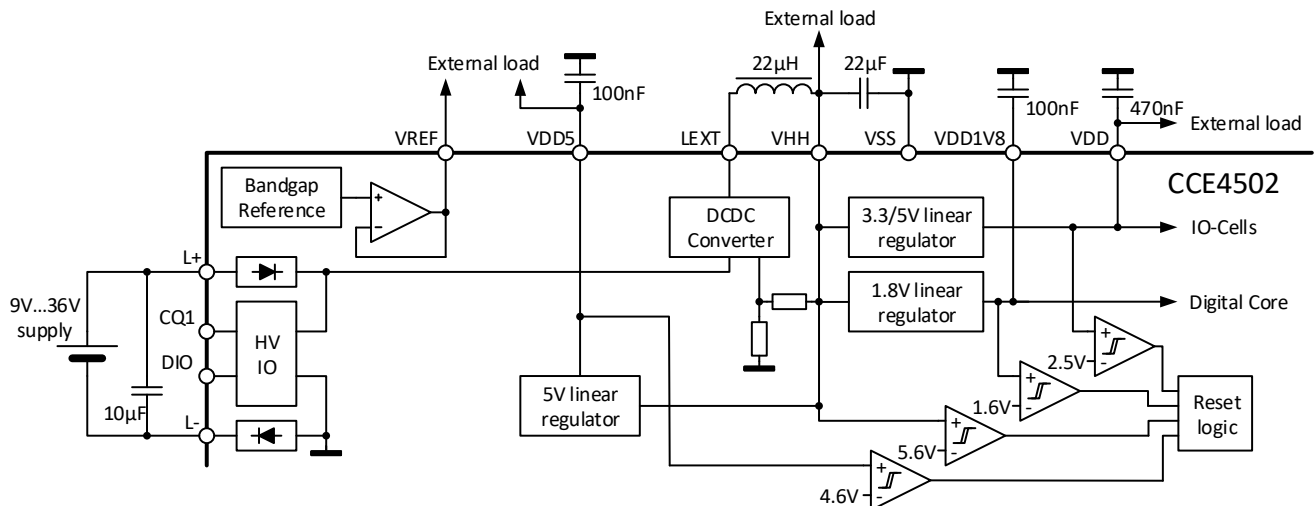 External load
External load
22µH
22µF
100nF
100nF
470nF
External load
VREF
VDD5
LEXT
VHH
VSS
VDD1V8
VDD
CCE4502
Bandgap
Reference
+
-
DCDC
Converter
3.3/5V linear
regulator
IO-Cells
L+
9V...36V
supply
CQ1
DIO
HV
IO
1.8V linear
regulator
Digital Core
+
-
2.5V
+
-
1.6V
5V linear
regulator
Reset
logic
10µF
L-
+
-
5.6V
+
-
4.6V